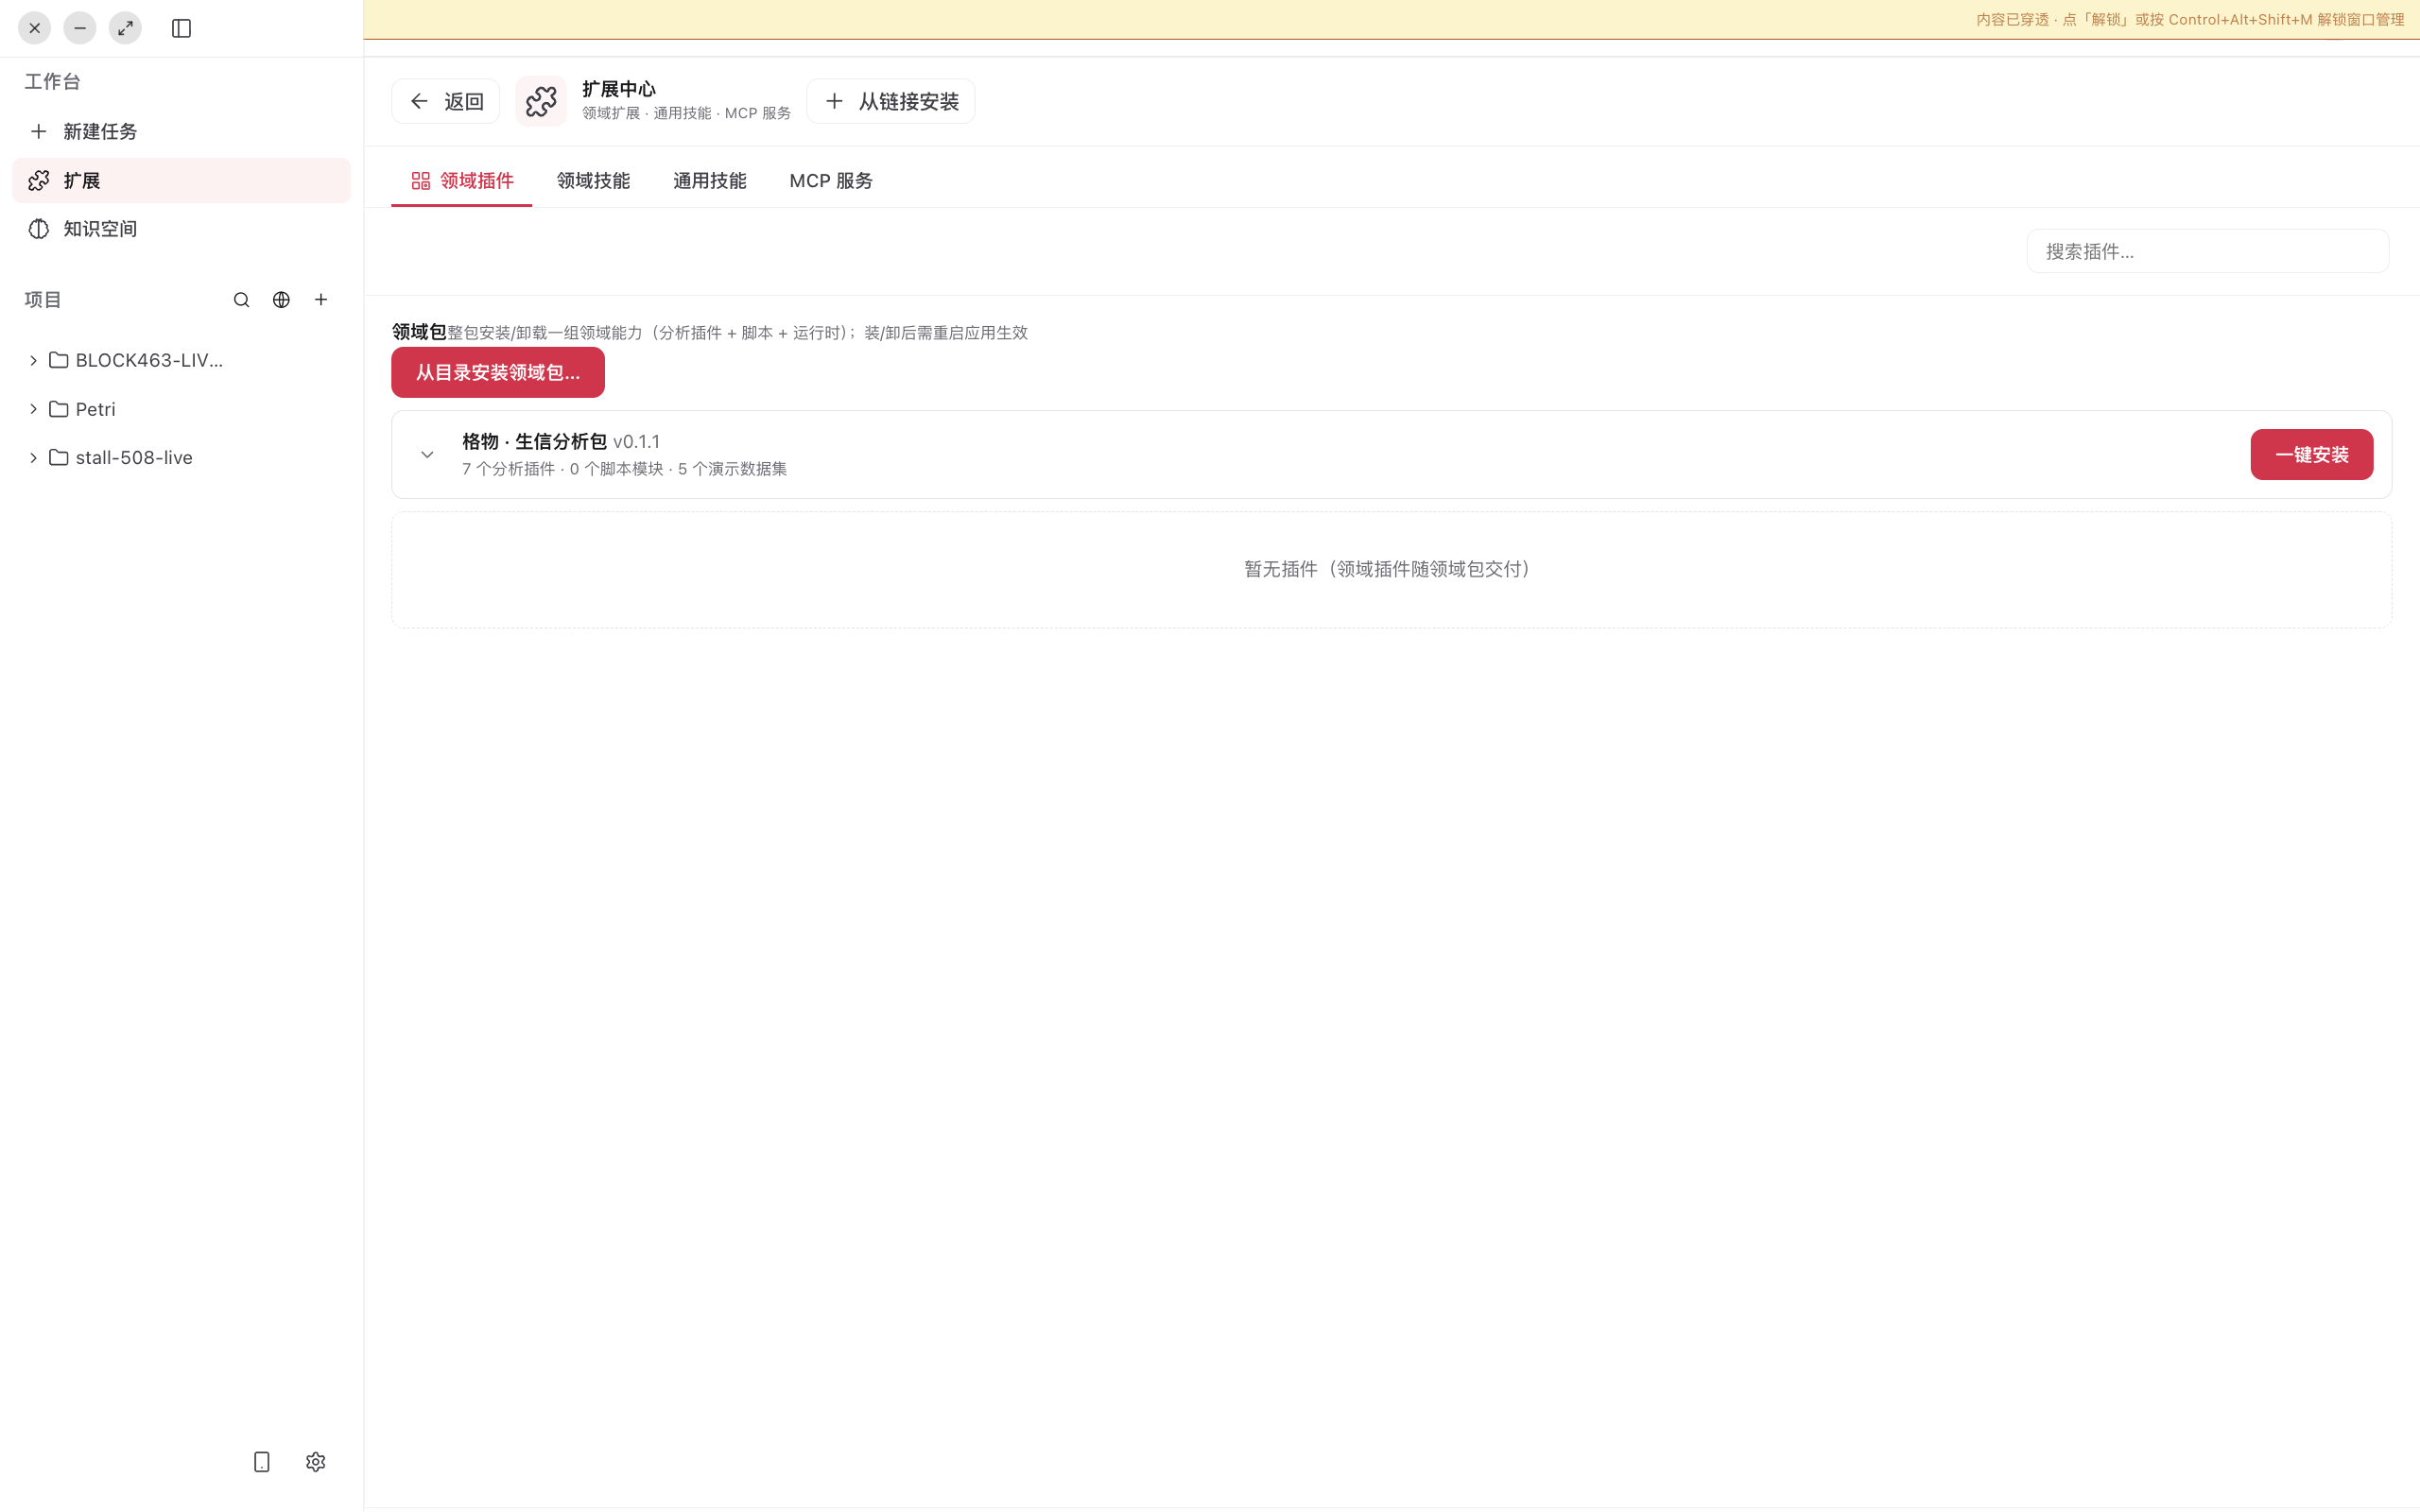 内容已穿透 · 点「解锁」或按 Control+Alt+Shift+M 解锁窗口管理
工作台
新建任务
扩展
知识空间
项目
BLOCK463-LIV...
Petri
stall-508-live
返回
扩展中心
领域扩展 · 通用技能 · MCP 服务
从链接安装
领域插件 领域技能 通用技能 MCP 服务
搜索插件...
领域包整包安装/卸载一组领域能力（分析插件 + 脚本 + 运行时）；装/卸后需重启应用生效
从目录安装领域包...
格物 · 生信分析包 v0.1.1
7 个分析插件 · 0 个脚本模块 · 5 个演示数据集
一键安装
暂无插件（领域插件随领域包交付）